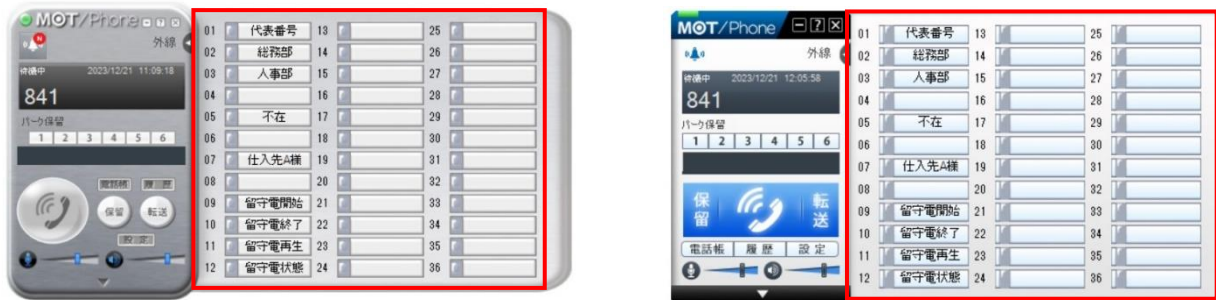 MOT/Phone
N
外線
待機中 2023/12/21 11:09:18
841
パーク保留
1 2 3 4 5 6
電話帳 履歴
保留 転送
設定
01 代表番号 13 25
02 総務部 14 26
03 人事部 15 27
04 16 28
05 不在 17 29
06 18 30
07 仕入先A様 19 31
08 20 32
09 留守電開始 21 33
10 留守電終了 22 34
11 留守電再生 23 35
12 留守電状態 24 36
MOT/Phone
外線
待機中 2023/12/21 12:05:58
841
パーク保留
1 2 3 4 5 6
保留 転送
電話帳 履歴 設定
01 代表番号 13 25
02 総務部 14 26
03 人事部 15 27
04 16 28
05 不在 17 29
06 18 30
07 仕入先A様 19 31
08 20 32
09 留守電開始 21 33
10 留守電終了 22 34
11 留守電再生 23 35
12 留守電状態 24 36